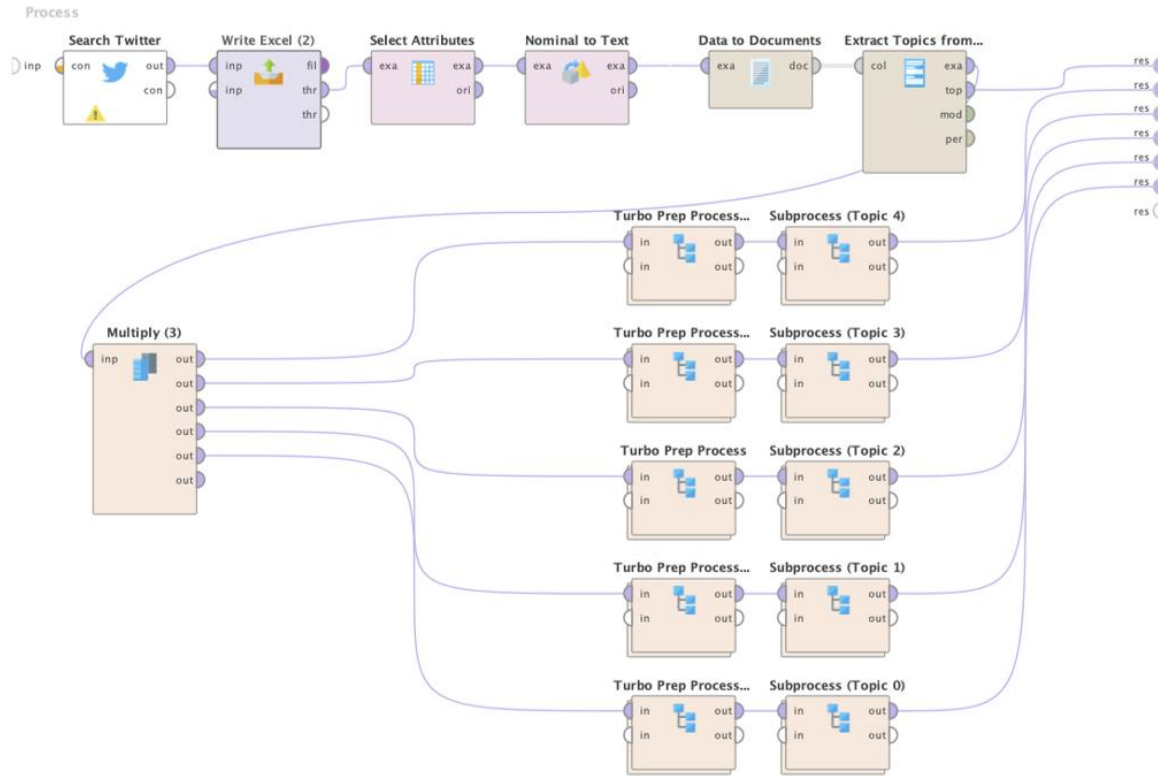 Process
Search Twitter
Write Excel (2)
Select Attributes
Nominal to Text
Data to Documents
Extract Topics from...
inp
con out
con
inp fil
inp thr
thr
exa exa
ori
exa exa
ori
exa doc
col exa
top
mod
per
res
res
res
res
res
res
res
Turbo Prep Process...
Subprocess (Topic 4)
in out
in out
in out
in out
Multiply (3)
inp out
out
out
out
out
out
Turbo Prep Process...
Subprocess (Topic 3)
in out
in out
in out
in out
Turbo Prep Process
Subprocess (Topic 2)
in out
in out
in out
in out
Turbo Prep Process...
Subprocess (Topic 1)
in out
in out
in out
in out
Turbo Prep Process...
Subprocess (Topic 0)
in out
in out
in out
in out